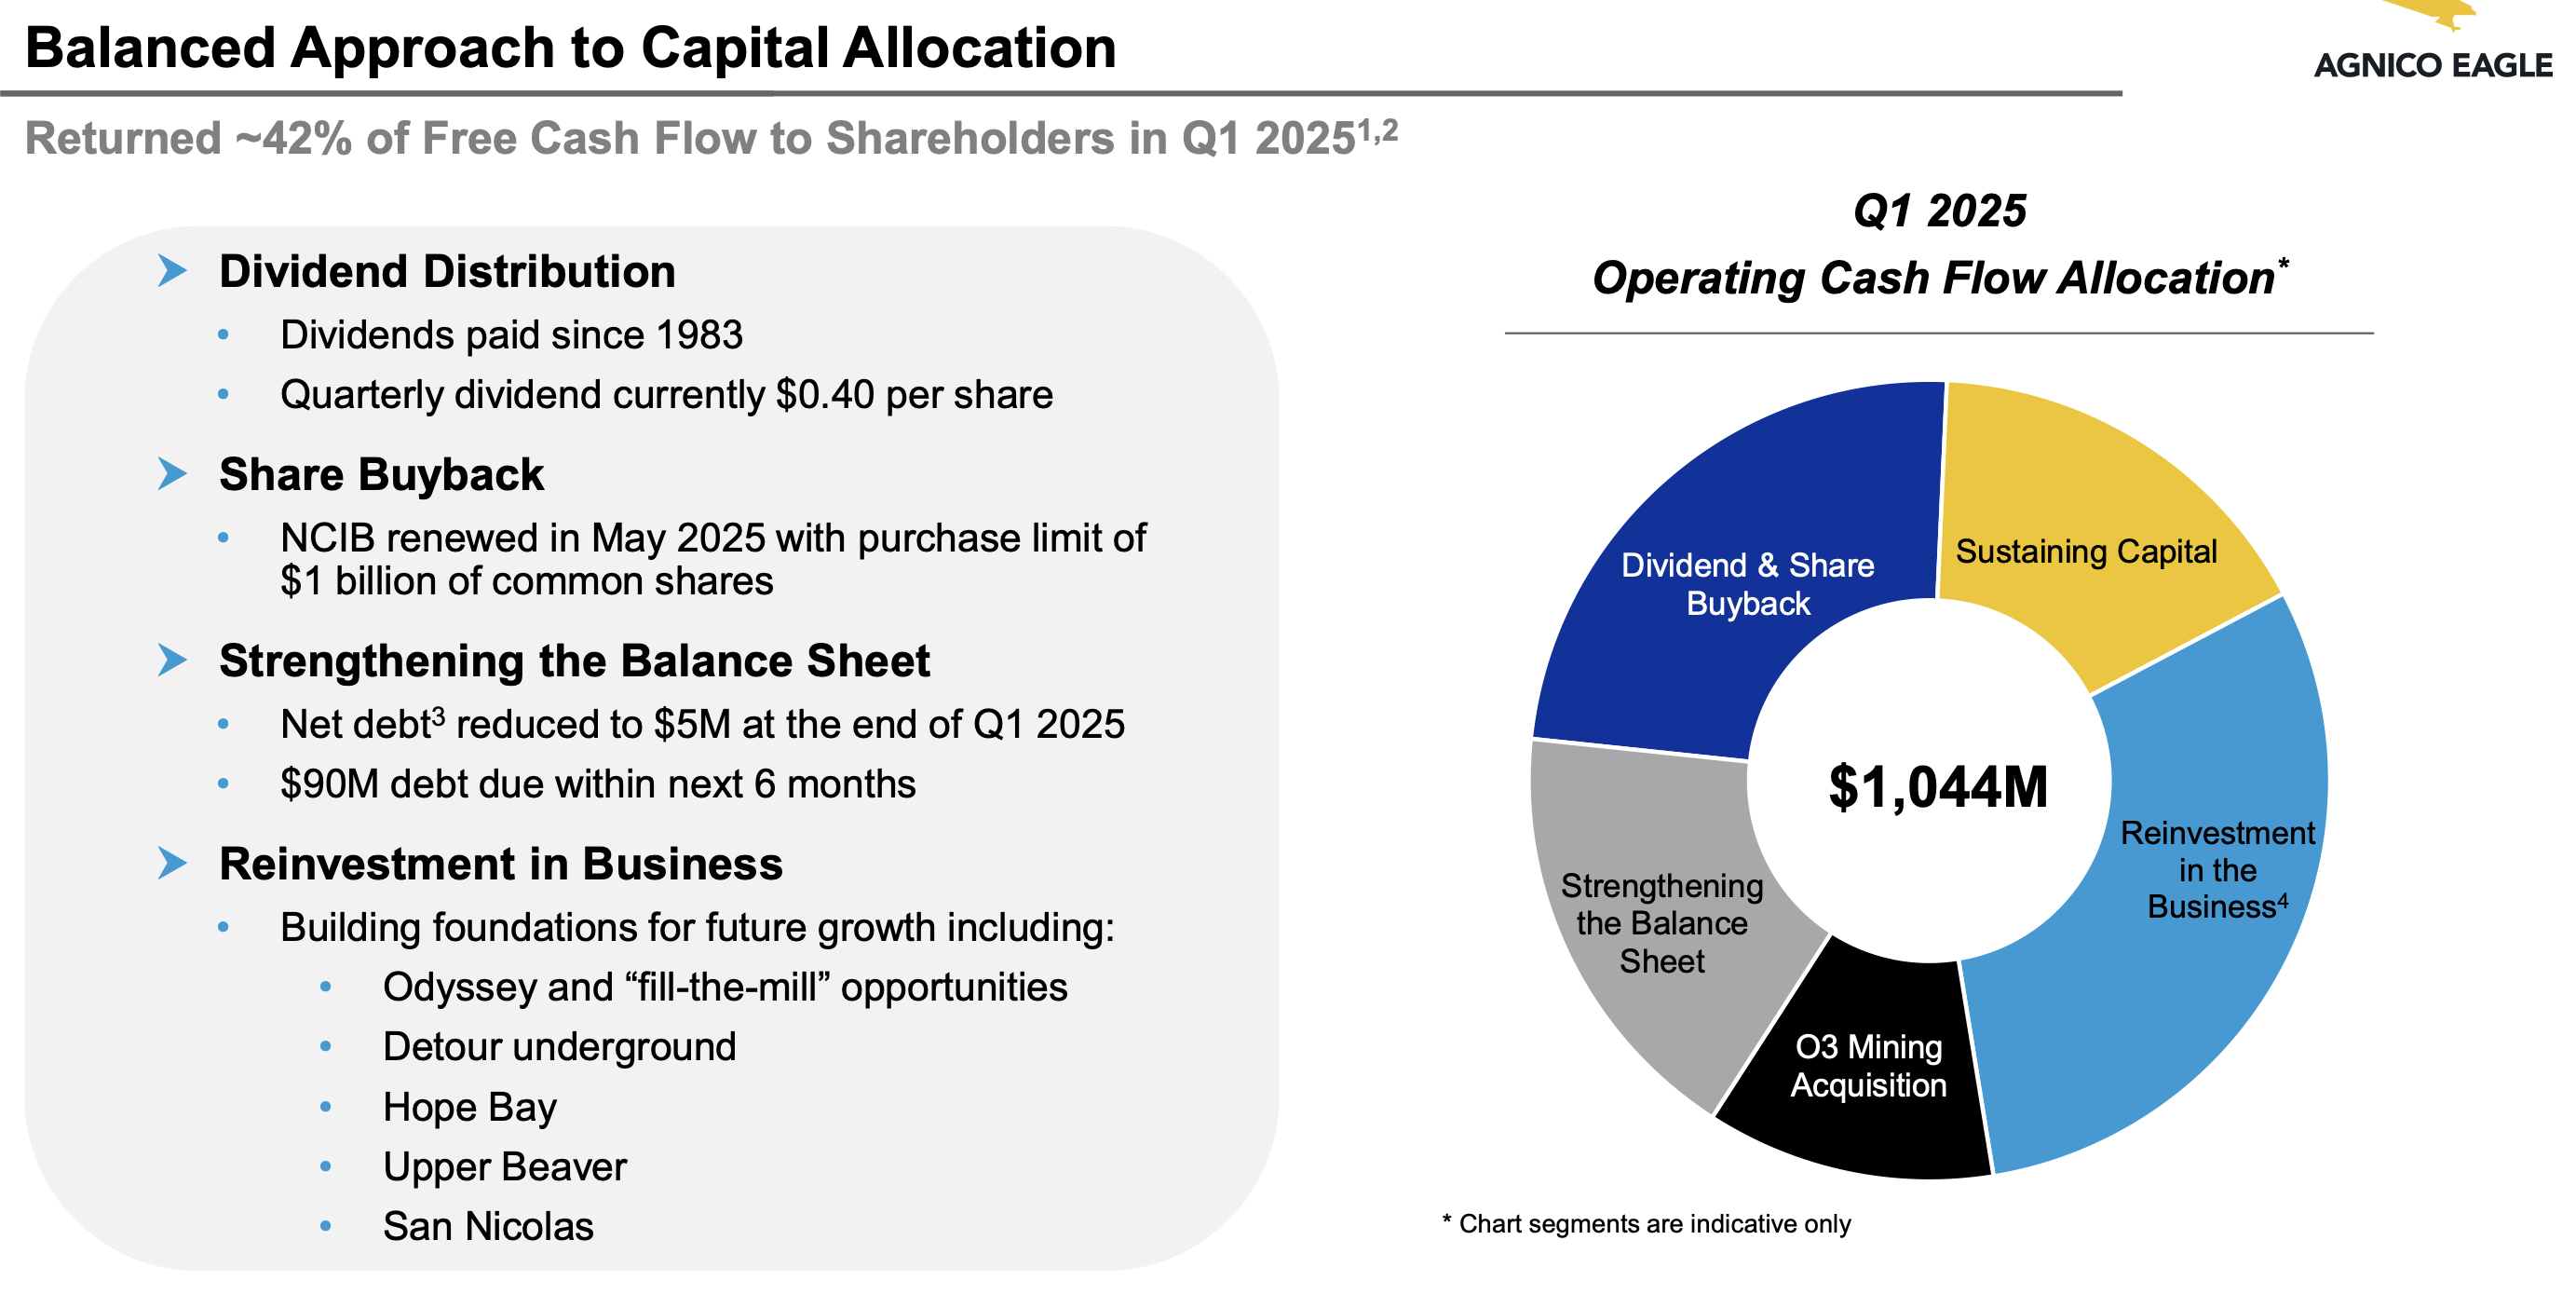 Balanced Approach to Capital Allocation
AGNICO EAGLE
Returned ~42% of Free Cash Flow to Shareholders in Q1 2025¹,²
➤ Dividend Distribution
• Dividends paid since 1983
• Quarterly dividend currently $0.40 per share
➤ Share Buyback
• NCIB renewed in May 2025 with purchase limit of
$1 billion of common shares
➤ Strengthening the Balance Sheet
• Net debt³ reduced to $5M at the end of Q1 2025
• $90M debt due within next 6 months
➤ Reinvestment in Business
• Building foundations for future growth including:
• Odyssey and “fill-the-mill” opportunities
• Detour underground
• Hope Bay
• Upper Beaver
• San Nicolas
Q1 2025
Operating Cash Flow Allocation*
Dividend & Share
Buyback
Sustaining Capital
$1,044M
Reinvestment
in the
Business⁴
Strengthening
the Balance
Sheet
O3 Mining
Acquisition
* Chart segments are indicative only